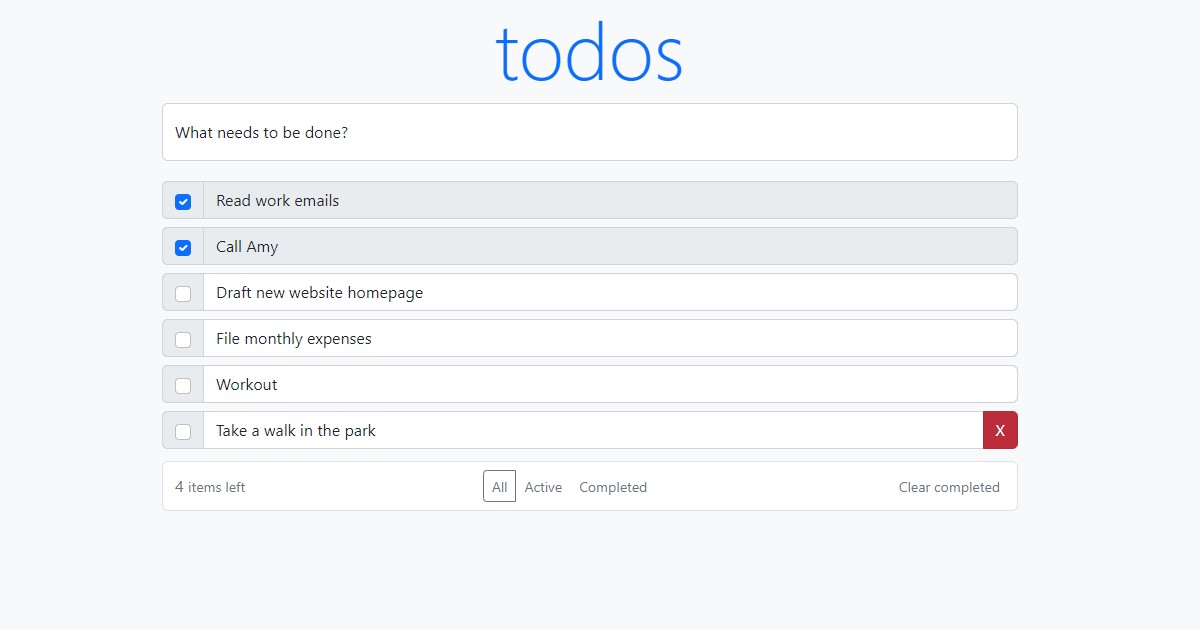 todos
What needs to be done?
Read work emails
Call Amy
Draft new website homepage
File monthly expenses
Workout
Take a walk in the park X
4 items left All Active Completed Clear completed